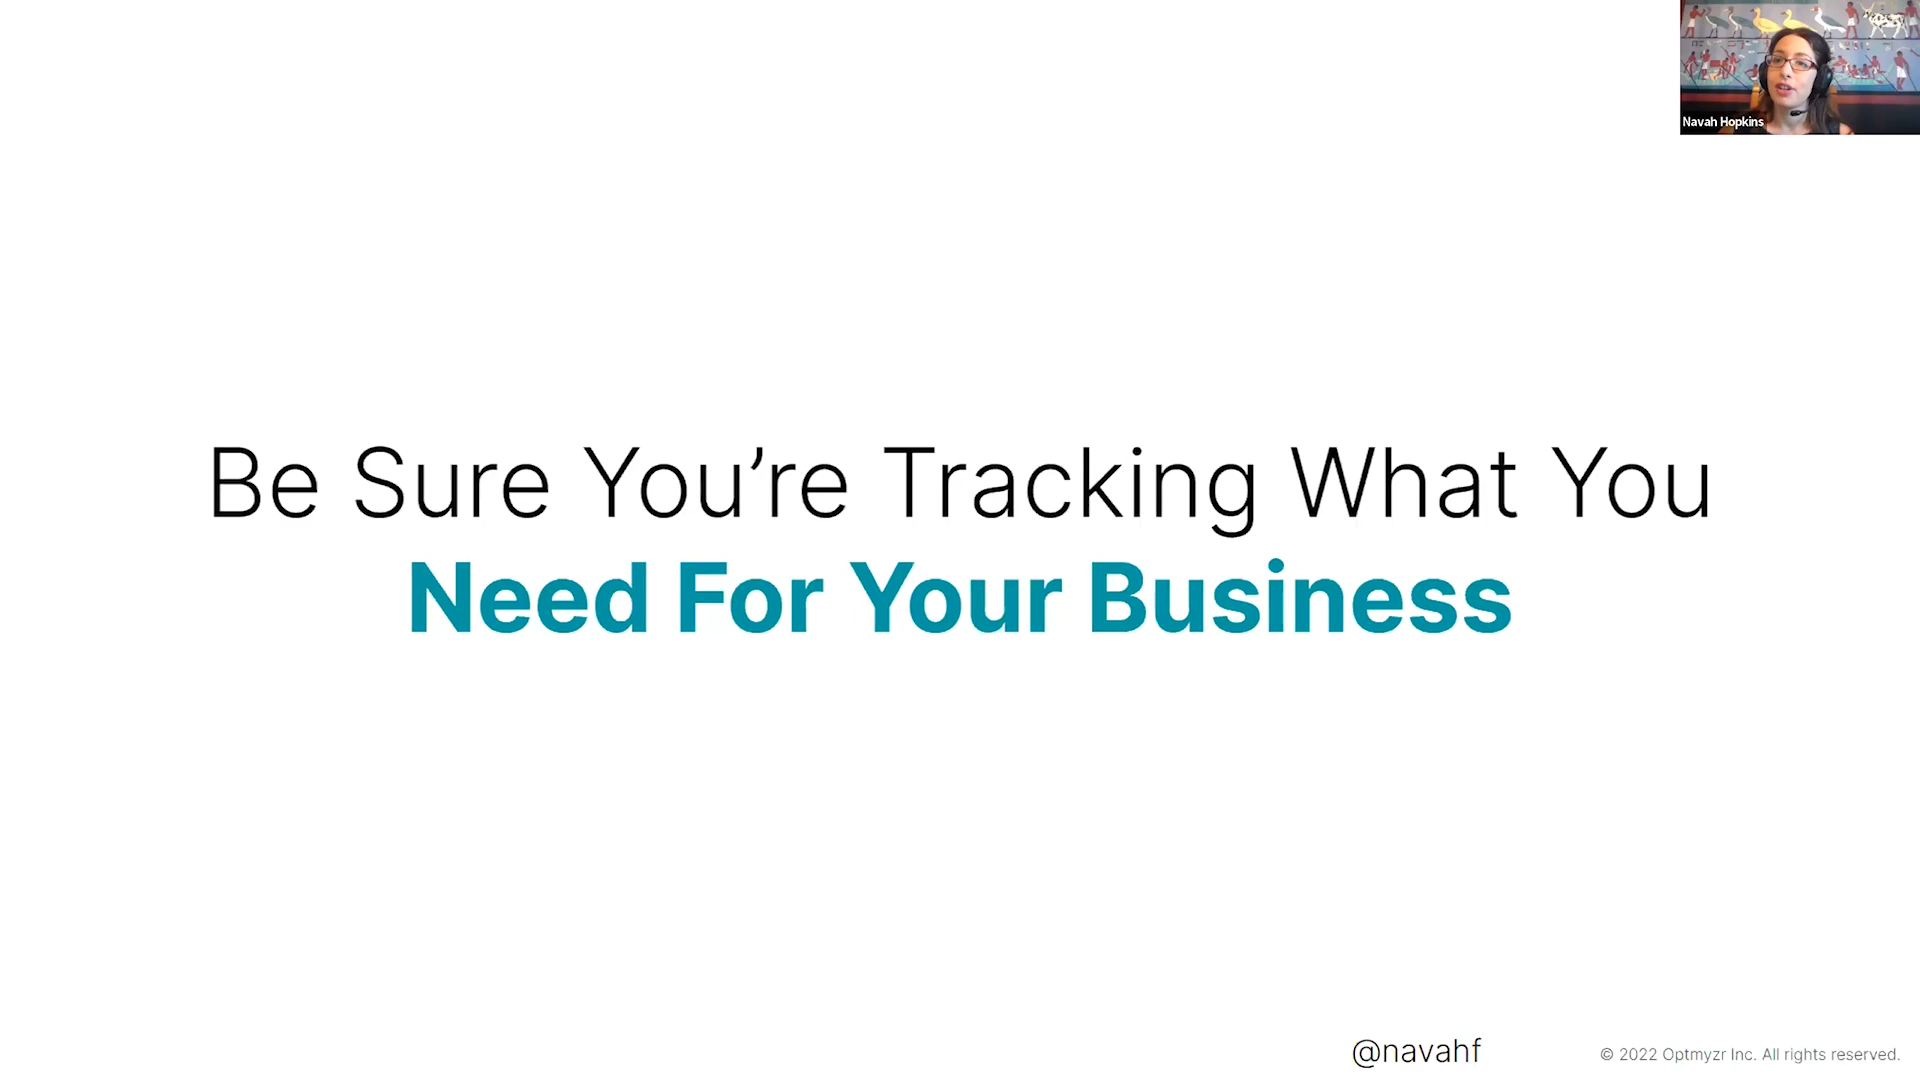 Navah Hopkins
Be Sure You’re Tracking What You
Need For Your Business
@navahf
© 2022 Optmyzr Inc. All rights reserved.